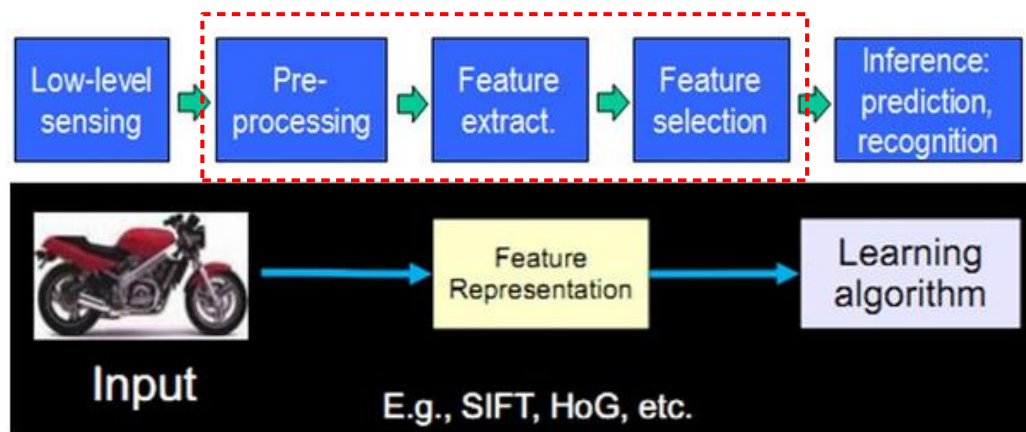 Low-level
sensing
Pre-
processing
Feature
extract.
Feature
selection
Inference:
prediction,
recognition
Feature
Representation
Learning
algorithm
Input
E.g., SIFT, HoG, etc.